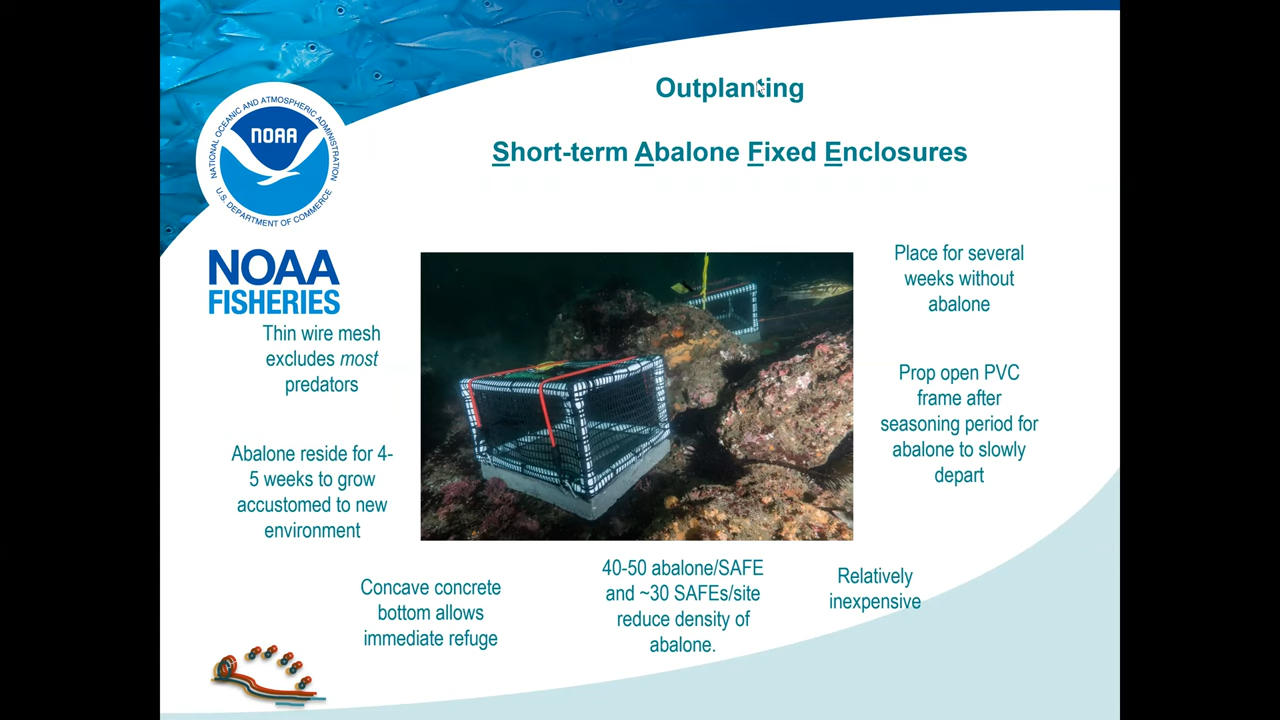 Outplanting
Short-term Abalone Fixed Enclosures
NATIONAL OCEANIC AND ATMOSPHERIC ADMINISTRATION
NOAA
U.S. DEPARTMENT OF COMMERCE
NOAA
FISHERIES
Thin wire mesh
excludes most
predators
Abalone reside for 4-
5 weeks to grow
accustomed to new
environment
Concave concrete
bottom allows
immediate refuge
40-50 abalone/SAFE
and ~30 SAFEs/site
reduce density of
abalone.
Relatively
inexpensive
Place for several
weeks without
abalone
Prop open PVC
frame after
seasoning period for
abalone to slowly
depart